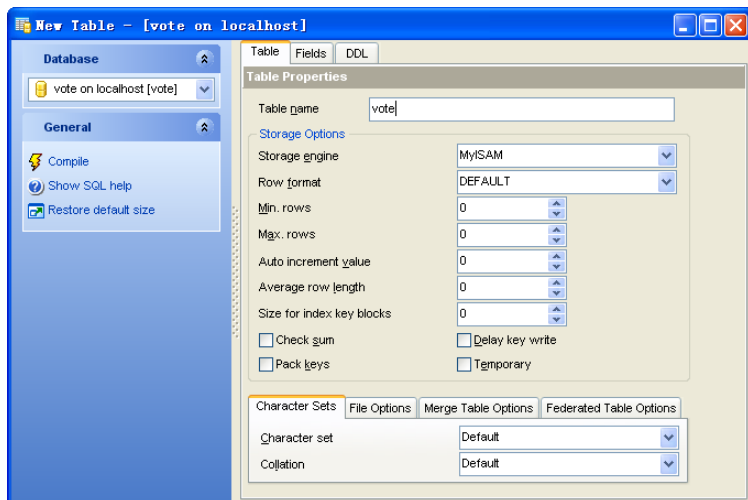 New Table - [vote on localhost]
Database
vote on localhost [vote]
General
Compile
Show SQL help
Restore default size
Table Fields DDL
Table Properties
Table name vote
Storage Options
Storage engine MyISAM
Row format DEFAULT
Min. rows 0
Max. rows 0
Auto increment value 0
Average row length 0
Size for index key blocks 0
Check sum Delay key write
Pack keys Temporary
Character Sets File Options Merge Table Options Federated Table Options
Character set Default
Collation Default